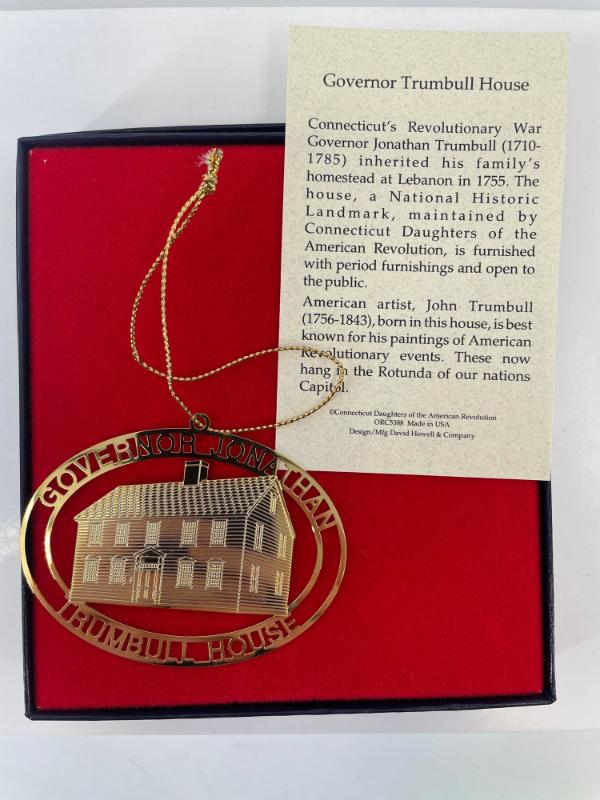 Governor Trumbull House
Connecticut's Revolutionary War
Governor Jonathan Trumbull (1710-
1785) inherited his family's
homestead at Lebanon in 1755. The
house, a National Historic
Landmark, maintained by
Connecticut Daughters of the
American Revolution, is furnished
with period furnishings and open to
the public.
American artist, John Trumbull
(1756-1843), born in this house, is best
known for his paintings of American
Revolutionary events. These now
hang in the Rotunda of our nations
Capitol.
©Connecticut Daughters of the American Revolution
ORC5388 Made in USA
Design/Mfg David Howell & Company
GOVERNOR JONATHAN
TRUMBULL HOUSE